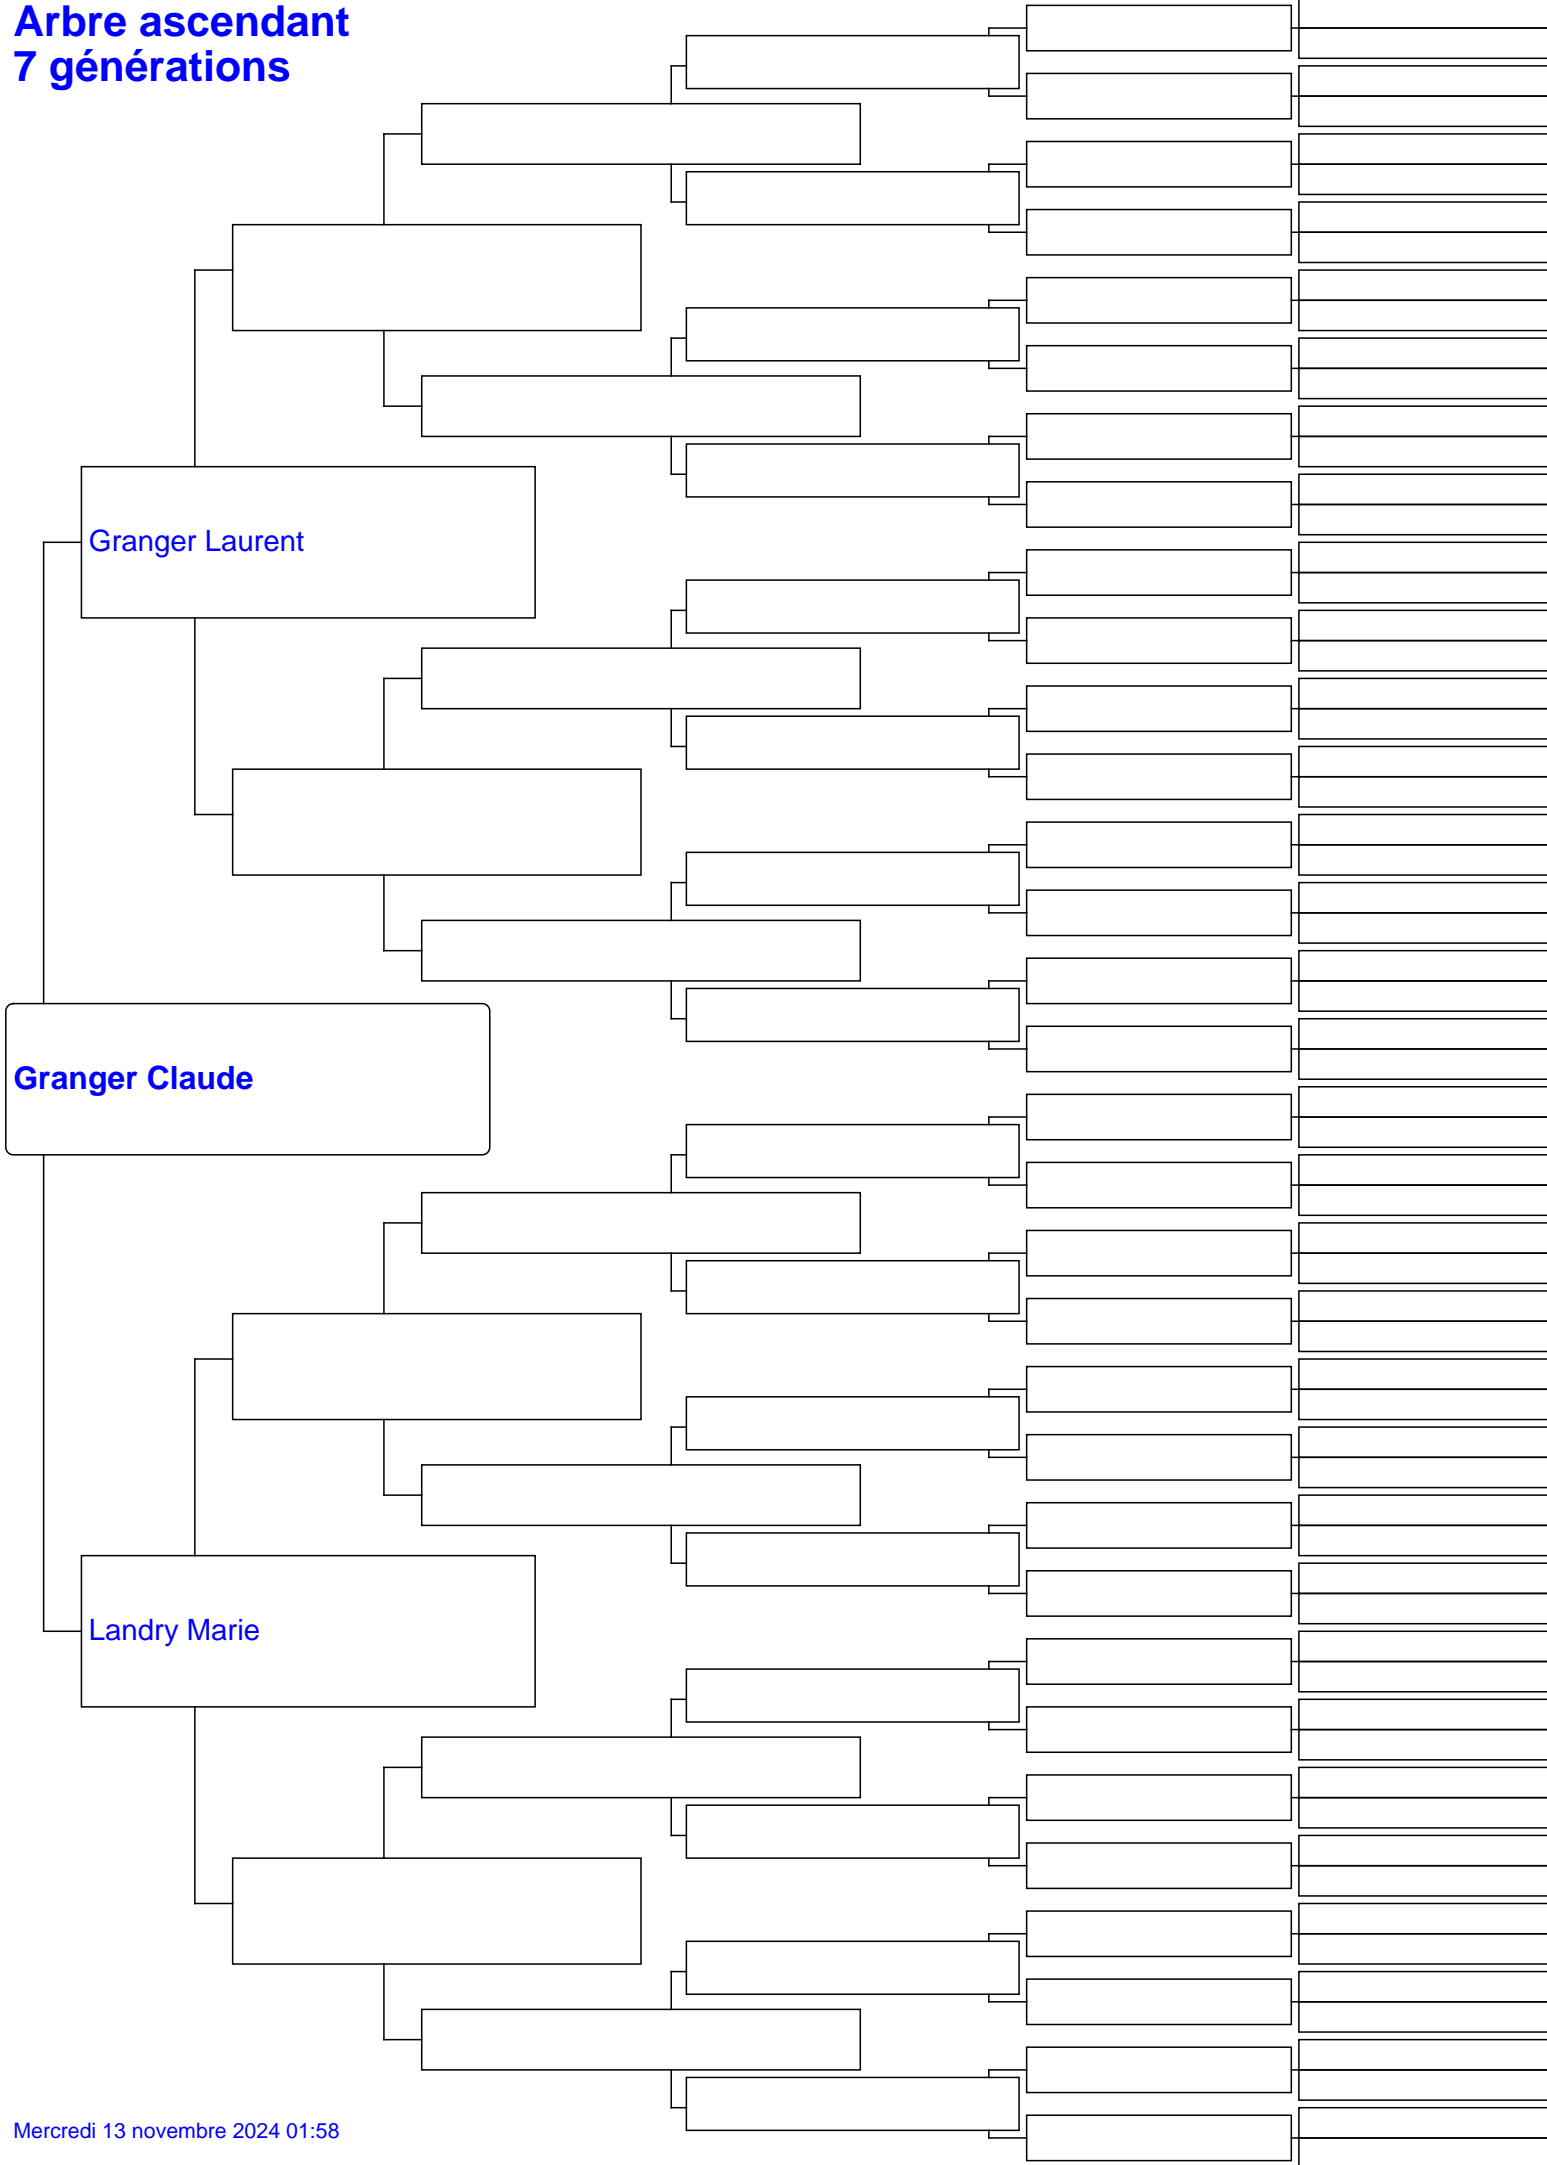 Arbre ascendant
7 générations
Granger Laurent
Granger Claude
Landry Marie
Mercredi 13 novembre 2024 01:58